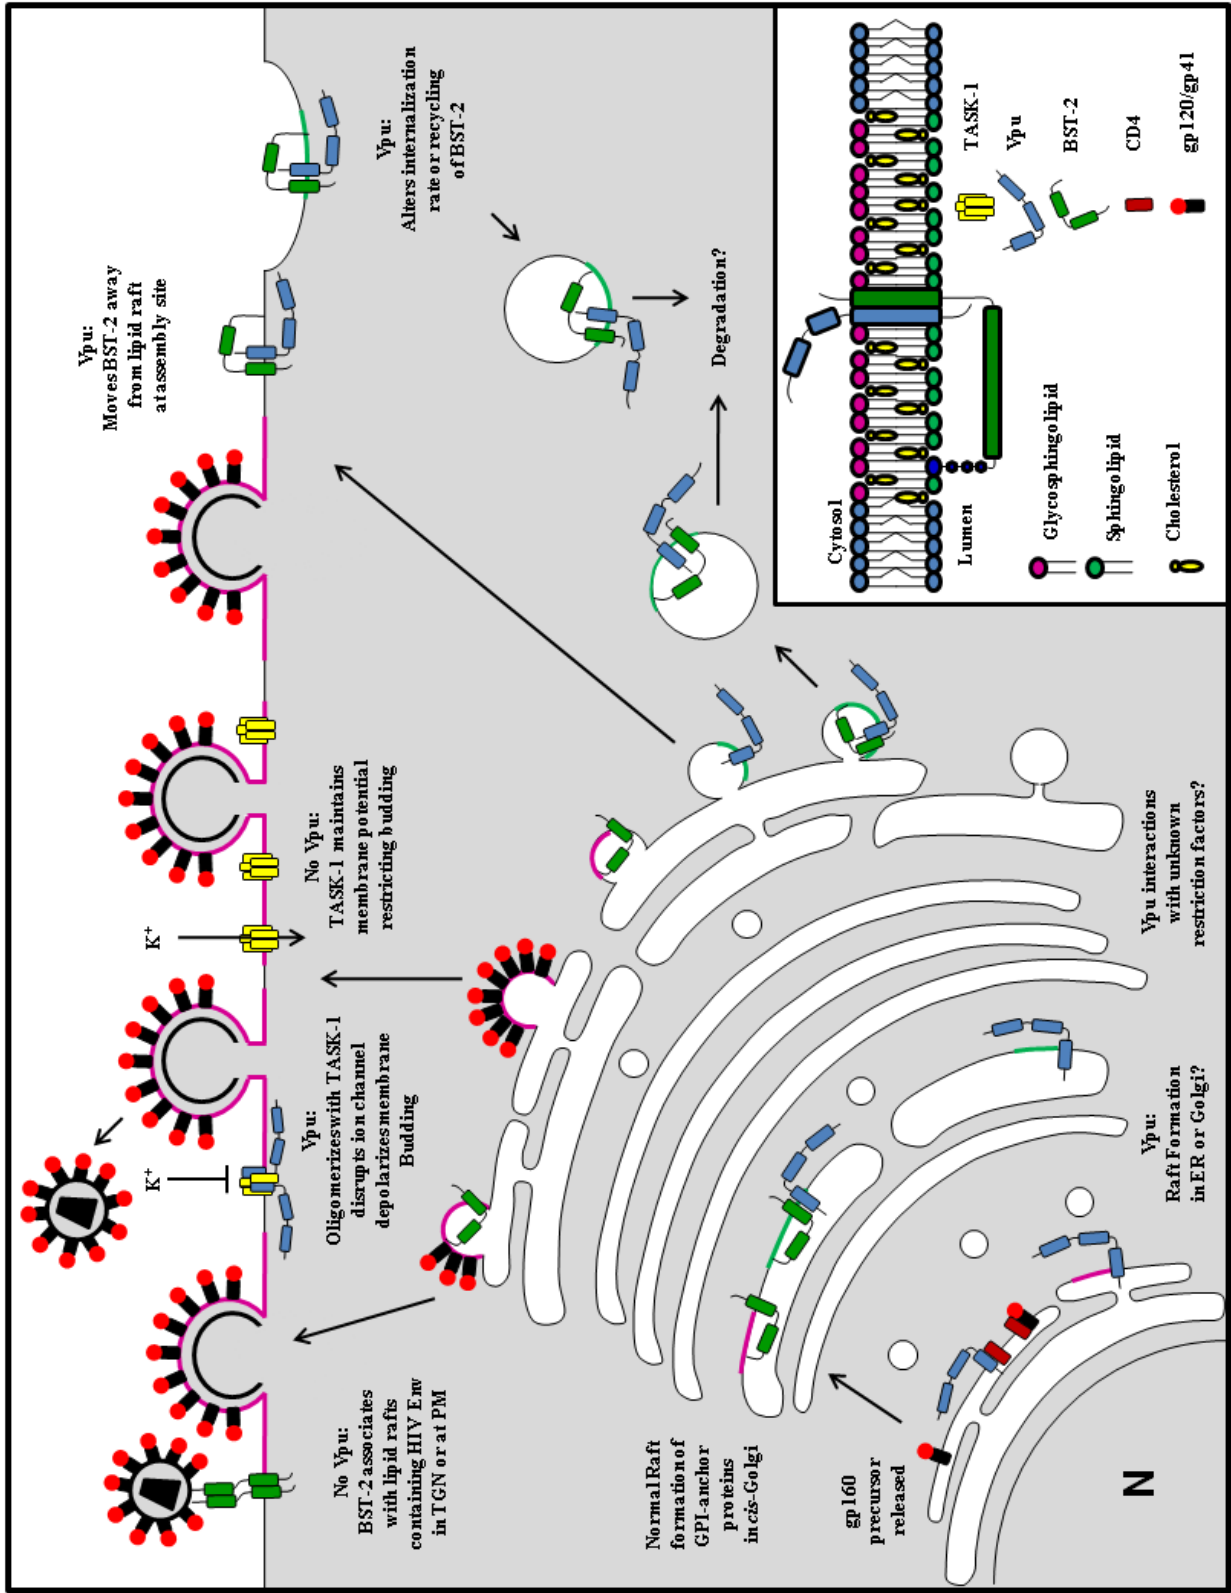 No Vpu:
BST-2 associates
with lipid rafts
containing HIV Env
in TGN or at PM
K⁺
Vpu:
Oligomerizes with TASK-1
disrupts ion channel
depolarizes membrane
Budding
K⁺
No Vpu:
TASK-1 maintains
membrane potential
restricting budding
Vpu:
Moves BST-2 away
from lipid raft
at assembly site
Vpu:
Alters internalization
rate or recycling
of BST-2
Degradation?
Normal Raft
formation of
GPI-anchor
proteins
in cis-Golgi
gp160
precursor
released
N
Vpu:
Raft Formation
in ER or Golgi?
Vpu interactions
with unknown
restriction factors?
Cytosol
Lumen
Glycosphingolipid
Sphingolipid
Cholesterol
TASK-1
Vpu
BST-2
CD4
gp120/gp41